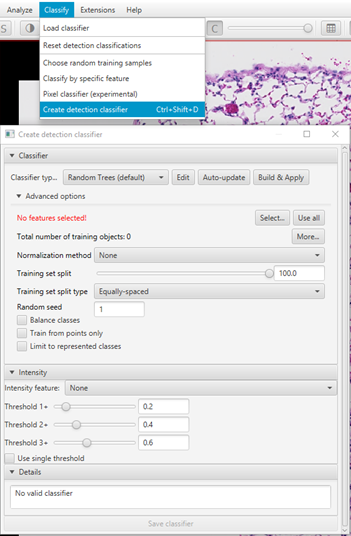 Analyze Classify Extensions Help
Load classifier
Reset detection classifications
S C
Choose random training samples
Classify by specific feature
Pixel classifier (experimental)
Create detection classifier Ctrl+Shift+D
Create detection classifier
Classifier
Classifier typ... Random Trees (default) Edit Auto-update Build & Apply
Advanced options
No features selected! Select... Use all
Total number of training objects: 0 More...
Normalization method None
Training set split 100.0
Training set split type Equally-spaced
Random seed 1
Balance classes
Train from points only
Limit to represented classes
Intensity
Intensity feature: None
Threshold 1+ 0.2
Threshold 2+ 0.4
Threshold 3+ 0.6
Use single threshold
Details
No valid classifier
Save classifier